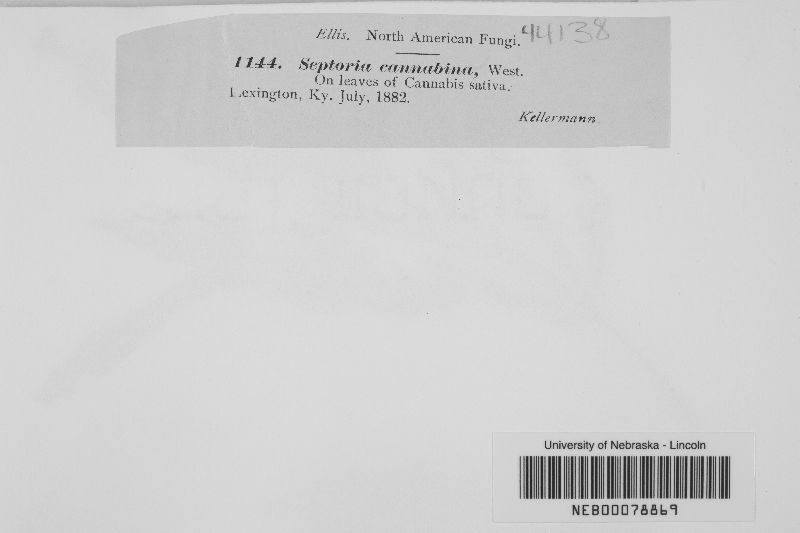 Ellis. North American Fungi. 44138
1144. Septoria cannabina, West.
On leaves of Cannabis sativa.
Lexington, Ky. July, 1882.
Kellermann
University of Nebraska - Lincoln
NEB00078869